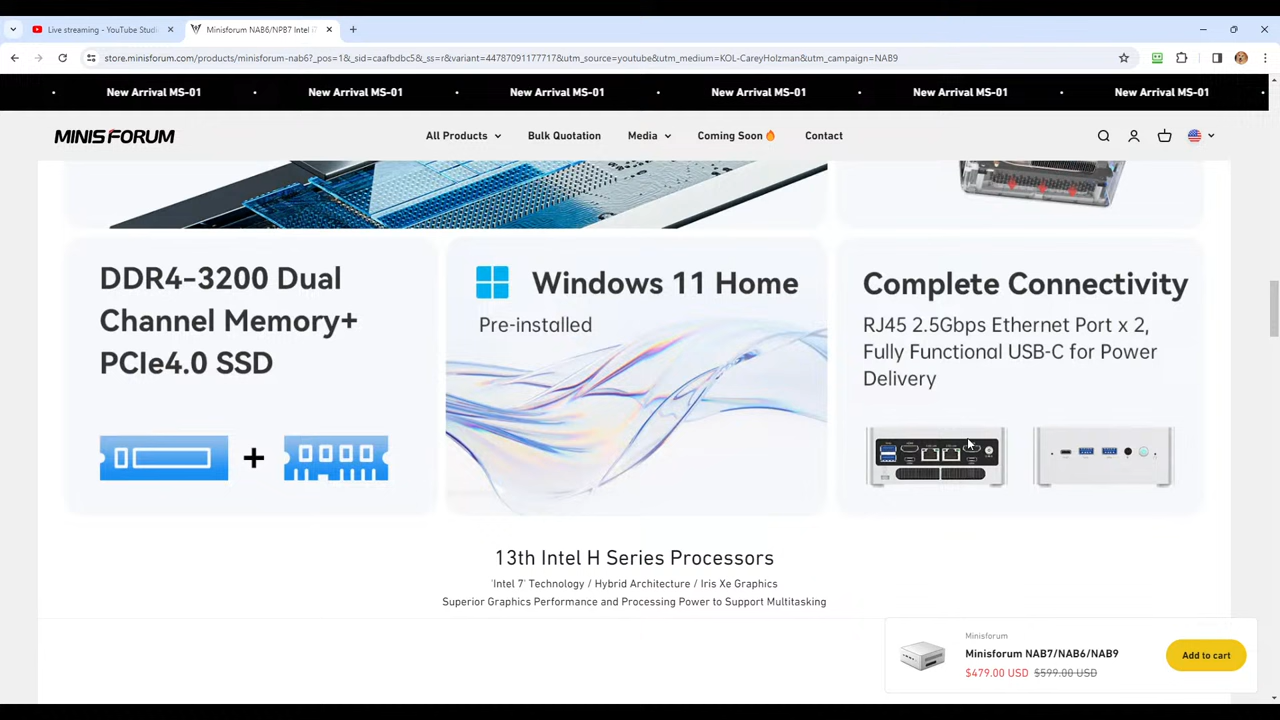 Live streaming - YouTube Studi
Minisforum NAB6/NPB7 Intel i7
store.minisforum.com/products/minisforum-nab6?_pos=1&_sid=caafbdbc5&_ss=r&variant=44787091177717&utm_source=youtube&utm_medium=KOL-CareyHolzman&utm_campaign=NAB9
New Arrival MS-01 • New Arrival MS-01 • New Arrival MS-01 • New Arrival MS-01 • New Arrival MS-01 • New Arrival MS-01
MINISFORUM
All Products
Bulk Quotation
Media
Coming Soon🔥
Contact
DDR4-3200 Dual
Channel Memory+
PCIe4.0 SSD
Windows 11 Home
Pre-installed
Complete Connectivity
RJ45 2.5Gbps Ethernet Port x 2,
Fully Functional USB-C for Power
Delivery
13th Intel H Series Processors
'Intel 7' Technology / Hybrid Architecture / Iris Xe Graphics
Superior Graphics Performance and Processing Power to Support Multitasking
Minisforum
Minisforum NAB7/NAB6/NAB9
$479.00 USD $599.00 USD
Add to cart